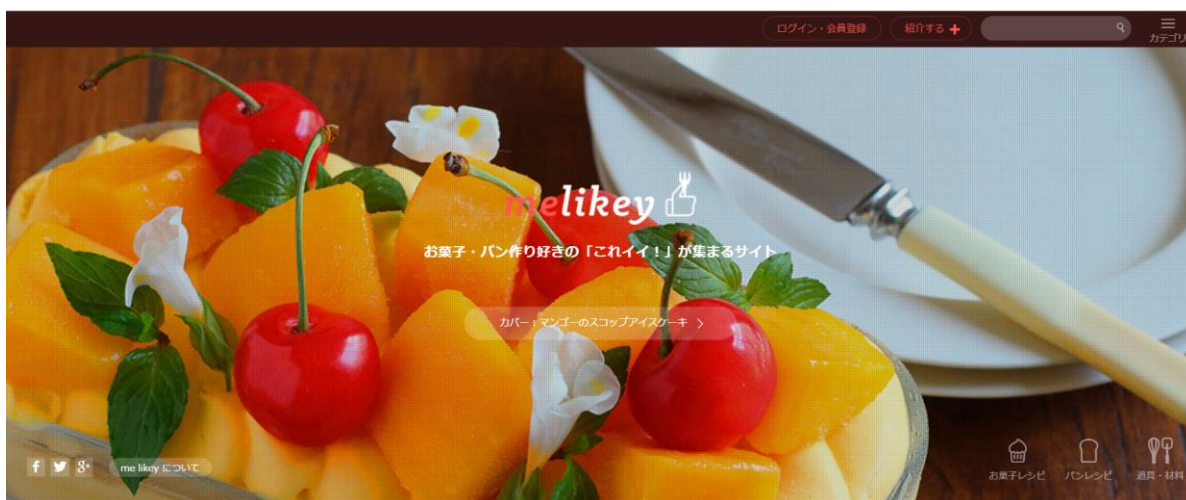 ログイン・会員登録
紹介する +
カテゴリ
melikey
お菓子・パン作り好きの「これイイ！」が集まるサイト
カバー：マンゴーのスコップアイスケーキ >
f 8+
me likey について
お菓子レシピ パンレシピ 道具・材料